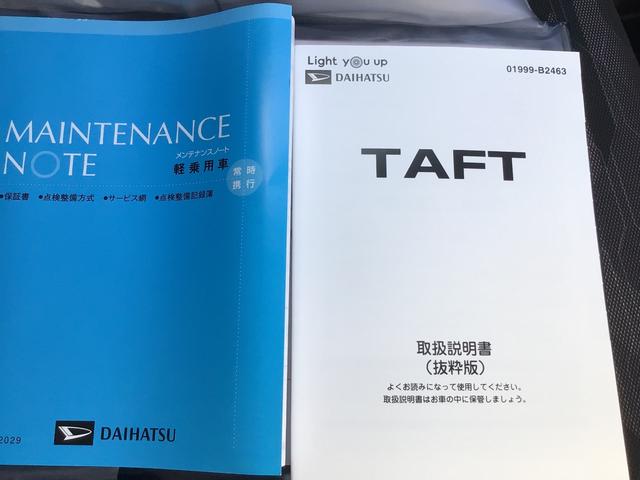 MAINTENANCE
NOTE
メンテナンスノート
軽乗用車
常時
携行
●保証書 ●点検整備方式 ●サービス網 ●点検整備記録簿
DAIHATSU
2029
Light you up
DAIHATSU
01999-B2463
TAFT
取扱説明書
(抜粋版)
よくお読みになって使用してください。
取扱説明書はお車の中に保管しましょう。